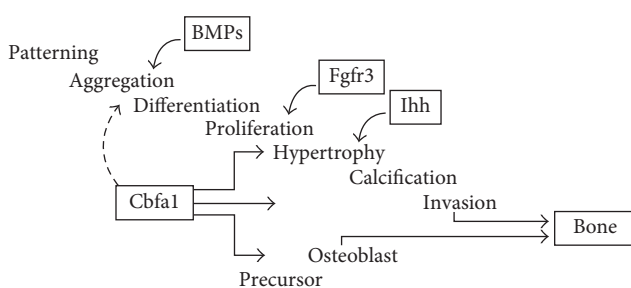 BMPs
Patterning
Aggregation
Fgfr3
Differentiation
Ihh
Proliferation
Hypertrophy
Calcification
Cbfa1
Invasion
Bone
Osteoblast
Precursor